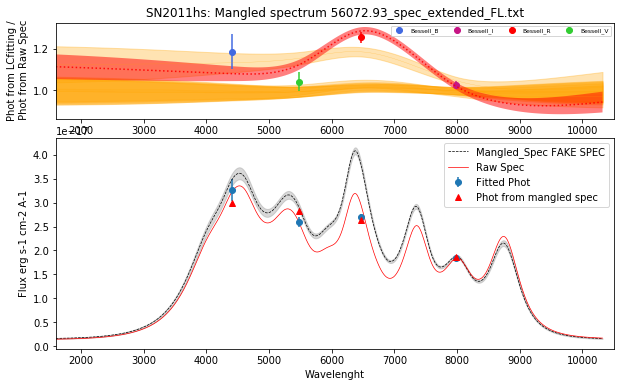 SN2011hs: Mangled spectrum 56072.93_spec_extended_FL.txt
Phot from LCfitting /
Phot from Raw Spec
1.2
1.0
Bessell_B
Bessell_I
Bessell_R
Bessell_V
2000 3000 4000 5000 6000 7000 8000 9000 10000
1e−17
Flux erg s-1 cm-2 A-1
4.0
3.5
3.0
2.5
2.0
1.5
1.0
0.5
0.0
Mangled_Spec FAKE SPEC
Raw Spec
Fitted Phot
Phot from mangled spec
2000 3000 4000 5000 6000 7000 8000 9000 10000
Wavelenght